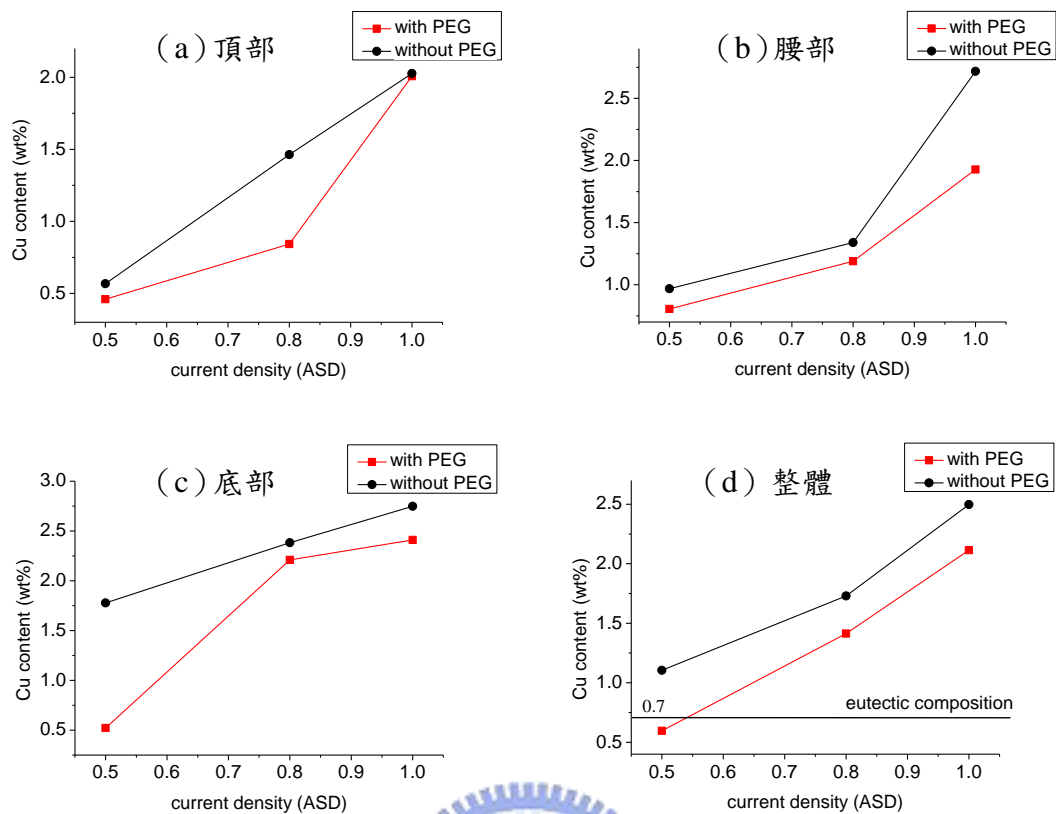 with PEG
without PEG
(a)頂部
2.0
1.5
1.0
0.5
Cu content (wt%)
0.5 0.6 0.7 0.8 0.9 1.0
current density (ASD)
with PEG
without PEG
(b)腰部
2.5
2.0
1.5
1.0
Cu content (wt%)
0.5 0.6 0.7 0.8 0.9 1.0
current density (ASD)
with PEG
without PEG
(c)底部
3.0
2.5
2.0
1.5
1.0
0.5
Cu content (wt%)
0.5 0.6 0.7 0.8 0.9 1.0
current density (ASD)
with PEG
without PEG
(d) 整體
2.5
2.0
1.5
1.0
0.5
Cu content (wt%)
0.7
eutectic composition
0.5 0.6 0.7 0.8 0.9 1.0
current density (ASD)